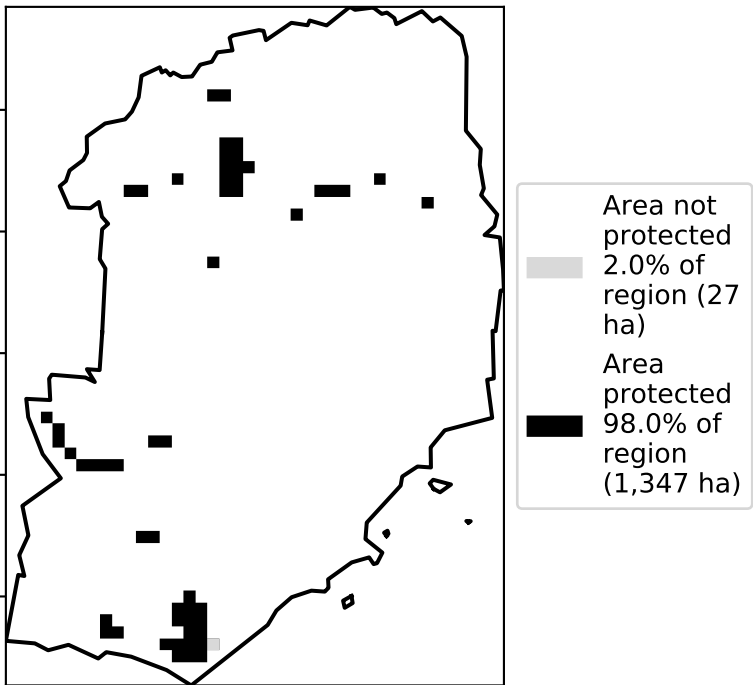 Area not
protected
2.0% of
region (27
ha)
Area
protected
98.0% of
region
(1,347 ha)